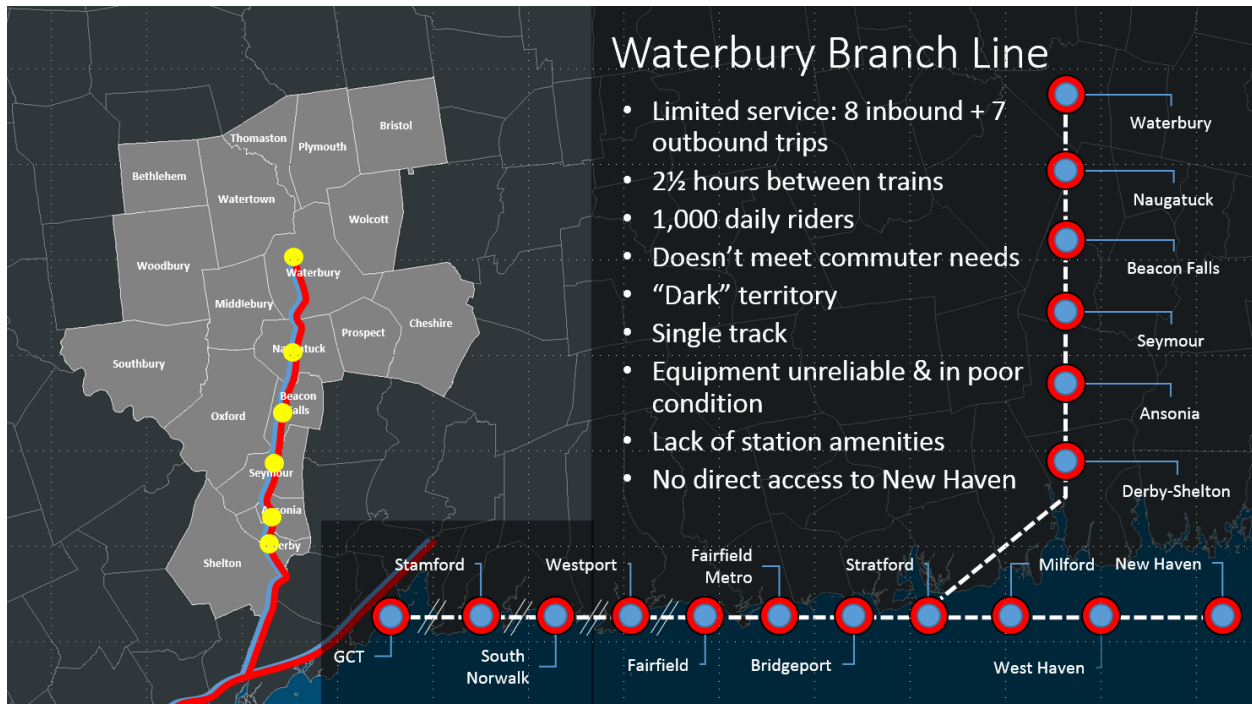 Waterbury Branch Line
• Limited service: 8 inbound + 7
outbound trips
• 2½ hours between trains
• 1,000 daily riders
• Doesn’t meet commuter needs
• “Dark” territory
• Single track
• Equipment unreliable & in poor
condition
• Lack of station amenities
• No direct access to New Haven
Bristol
Thomaston
Plymouth
Bethlehem
Watertown
Wolcott
Woodbury
Waterbury
Middlebury
Cheshire
Prospect
Naugatuck
Southbury
Beacon
Falls
Oxford
Seymour
Ansonia
Derby
Shelton
Waterbury
Naugatuck
Beacon Falls
Seymour
Ansonia
Derby-Shelton
GCT
Stamford
South
Norwalk
Westport
Fairfield
Fairfield
Metro
Bridgeport
Stratford
Milford
West Haven
New Haven